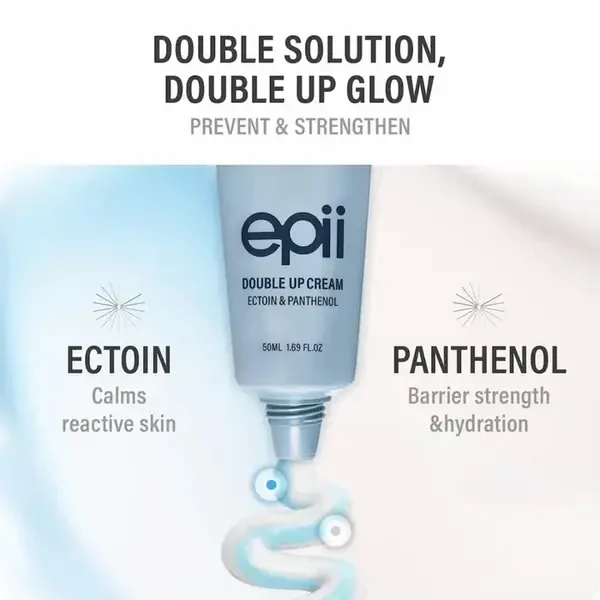 DOUBLE SOLUTION,
DOUBLE UP GLOW
PREVENT & STRENGTHEN
epii
DOUBLE UP CREAM
ECTOIN & PANTHENOL
50ML 1.69 FL.OZ
ECTOIN
Calms
reactive skin
PANTHENOL
Barrier strength
&hydration